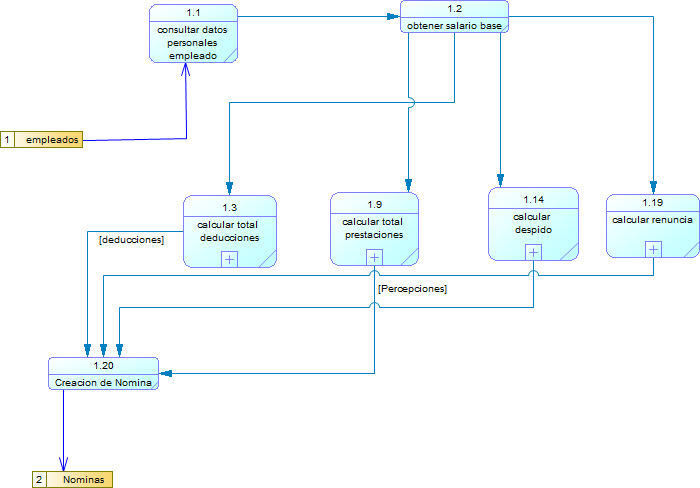 1.1
consultar datos
personales
empleado
1.2
obtener salario base
1 empleados
1.3
calcular total
deducciones
1.9
calcular total
prestaciones
1.14
calcular
despido
1.19
calcular renuncia
[deducciones]
[Percepciones]
1.20
Creacion de Nomina
2 Nominas